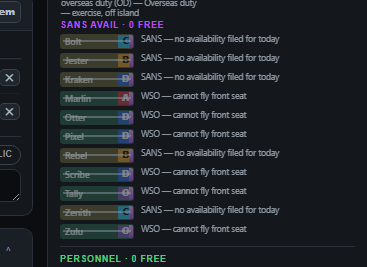 overseas duty (OD) — Overseas duty
— exercise, off island
SANS AVAIL · 0 FREE
em
Bolt C SANS — no availability filed for today
Jester B SANS — no availability filed for today
Kraken D SANS — no availability filed for today
Marlin A WSO — cannot fly front seat
Otter D WSO — cannot fly front seat
Pixel D WSO — cannot fly front seat
Rebel B SANS — no availability filed for today
LIC
Scribe D WSO — cannot fly front seat
Tally WSO — cannot fly front seat
Zenith C SANS — no availability filed for today
Zulu WSO — cannot fly front seat
PERSONNEL · 0 FREE